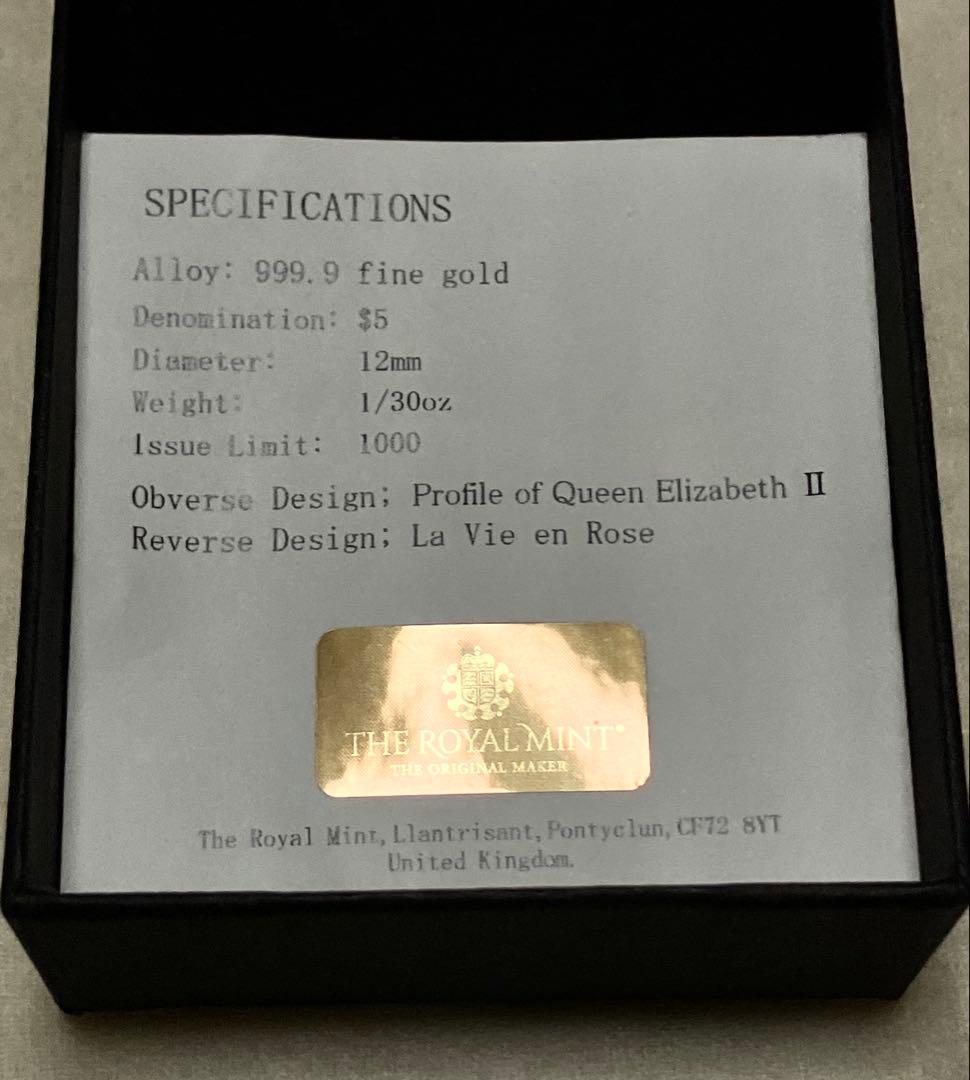 SPECIFICATIONS
Alloy: 999.9 fine gold
Denomination: $5
Diameter: 12mm
Weight: 1/30oz
Issue Limit: 1000
Obverse Design; Profile of Queen Elizabeth Ⅱ
Reverse Design; La Vie en Rose
THE ROYAL MINT®
THE ORIGINAL MAKER
The Royal Mint, Llantrisant, Pontyclun, CF72 8YT
United Kingdom.